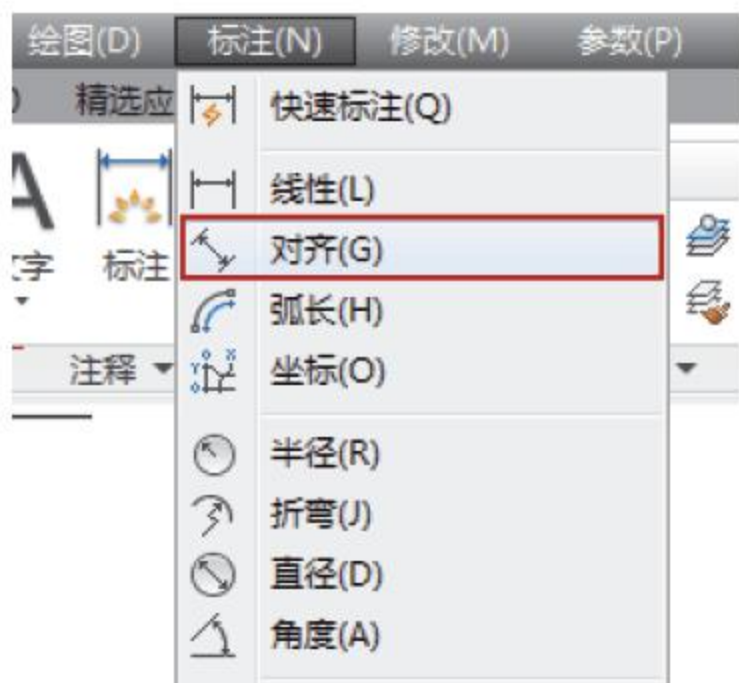 绘图(D) 标注(N) 修改(M) 参数(P)
精选应
快速标注(Q)
线性(L)
对齐(G)
字 标注
弧长(H)
注释
坐标(O)
半径(R)
折弯(J)
直径(D)
角度(A)